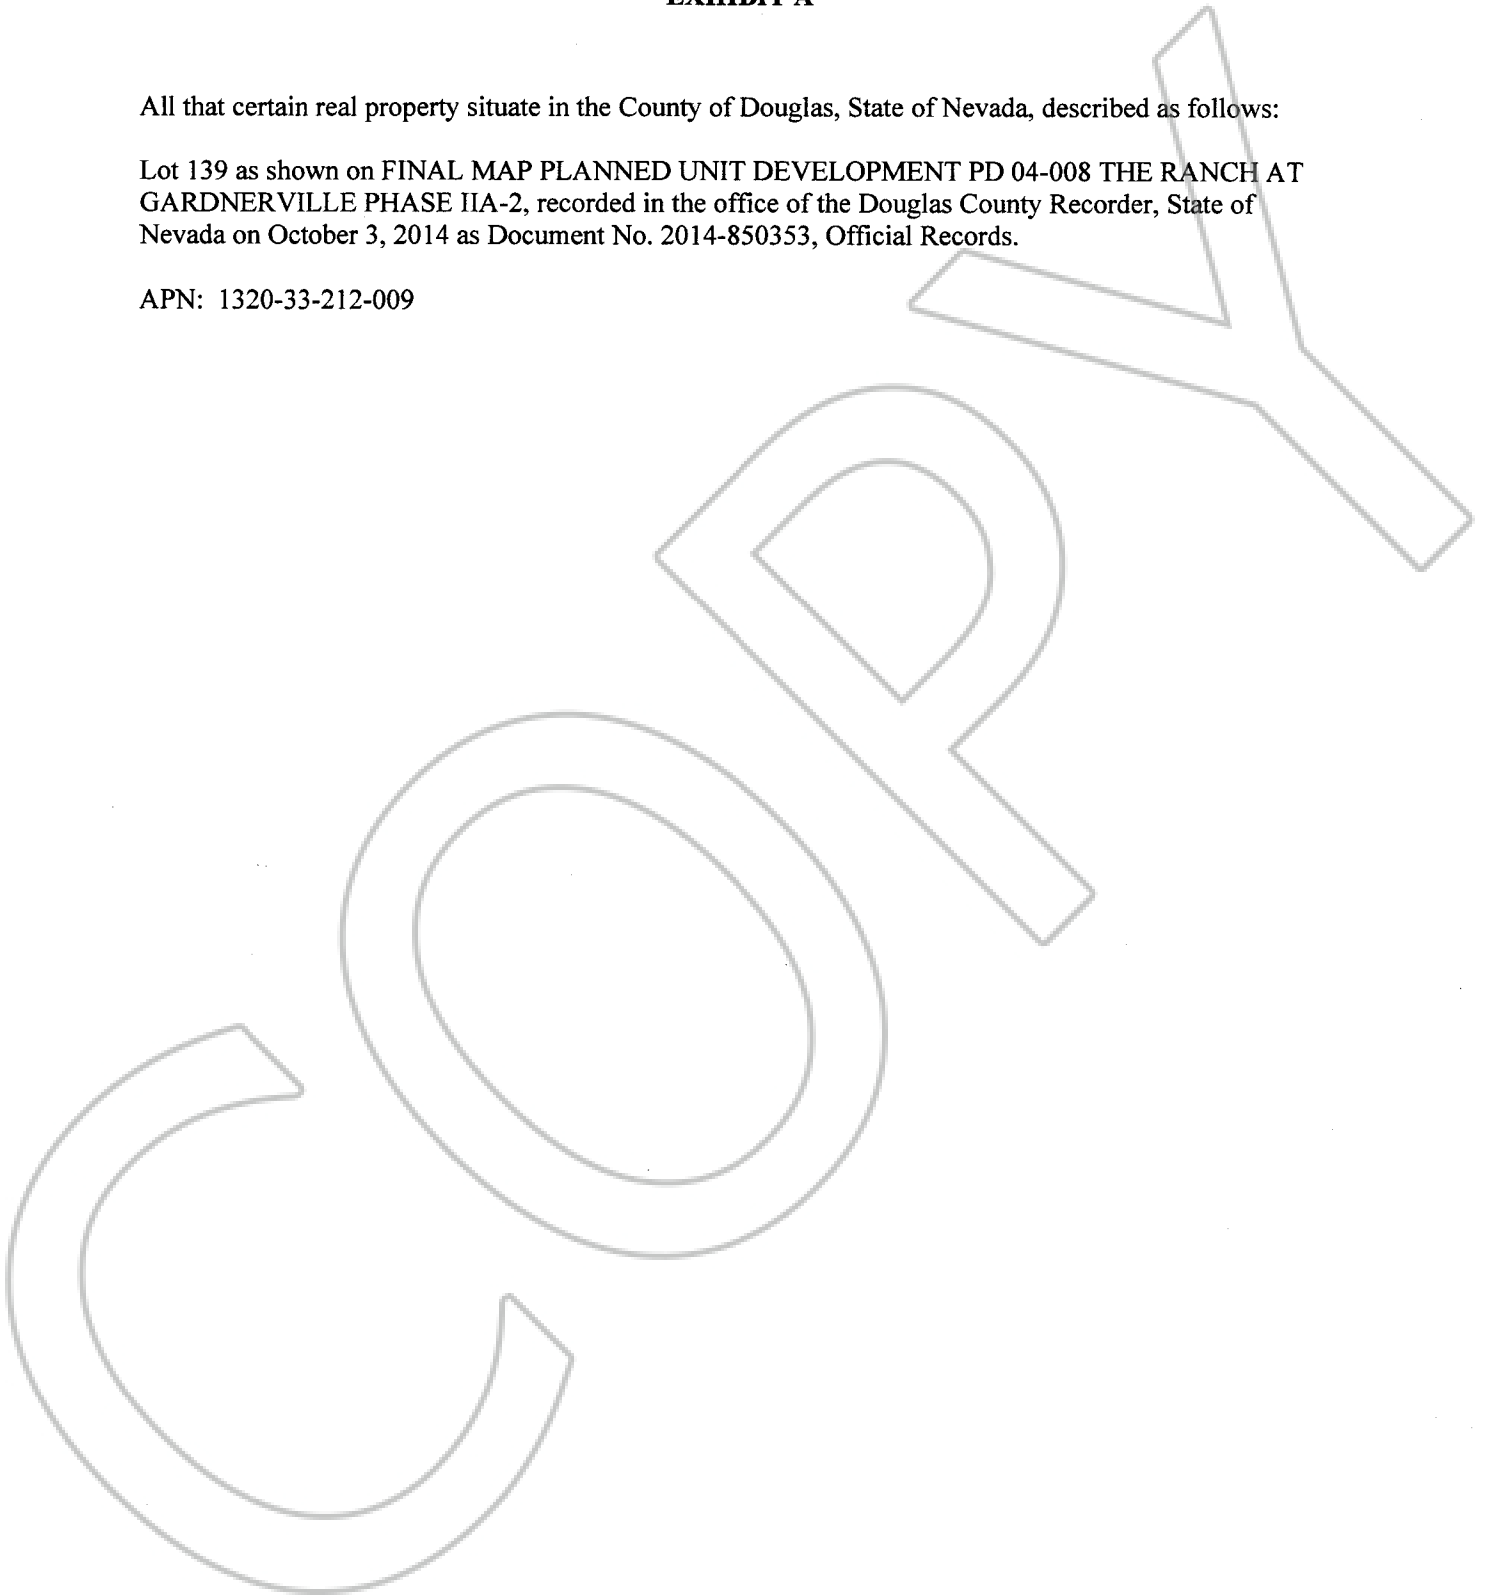 EXHIBIT A
All that certain real property situate in the County of Douglas, State of Nevada, described as follows:
Lot 139 as shown on FINAL MAP PLANNED UNIT DEVELOPMENT PD 04-008 THE RANCH AT
GARDNERVILLE PHASE IIA-2, recorded in the office of the Douglas County Recorder, State of
Nevada on October 3, 2014 as Document No. 2014-850353, Official Records.
APN: 1320-33-212-009
COPY